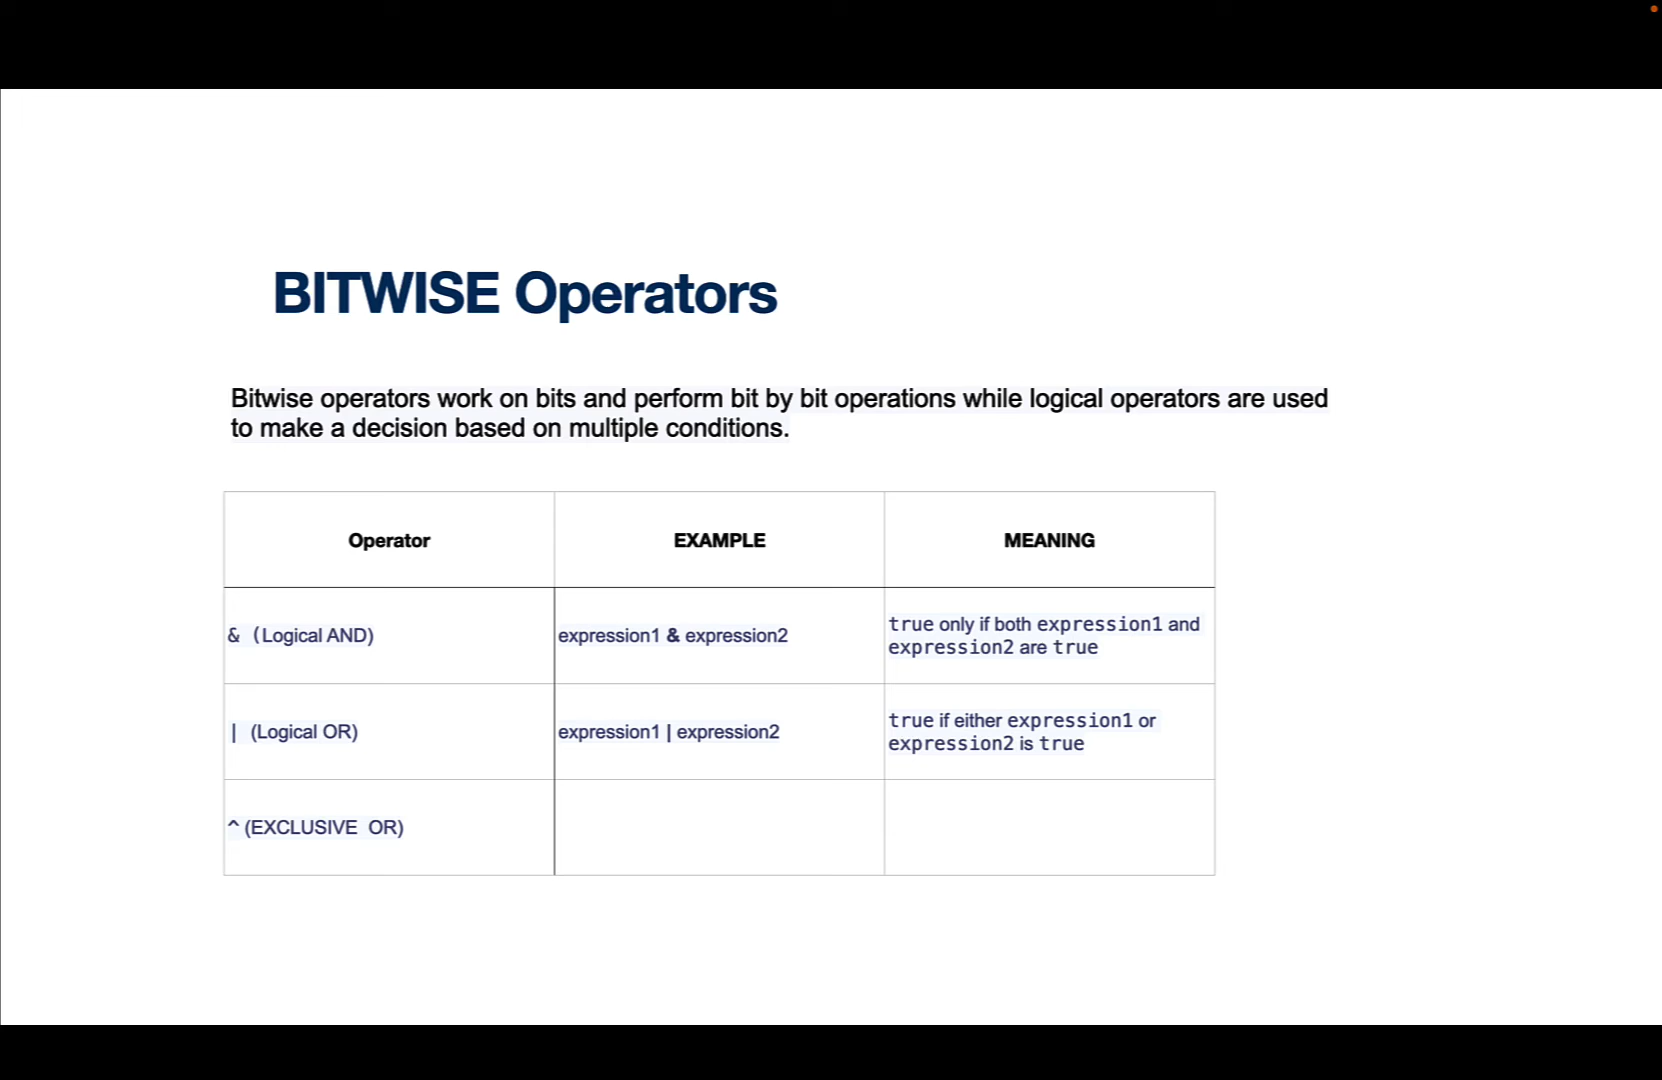 BITWISE Operators
Bitwise operators work on bits and perform bit by bit operations while logical operators are used
to make a decision based on multiple conditions.
Operator EXAMPLE MEANING
& (Logical AND) expression1 & expression2 true only if both expression1 and
expression2 are true
| (Logical OR) expression1 | expression2 true if either expression1 or
expression2 is true
^ (EXCLUSIVE OR)